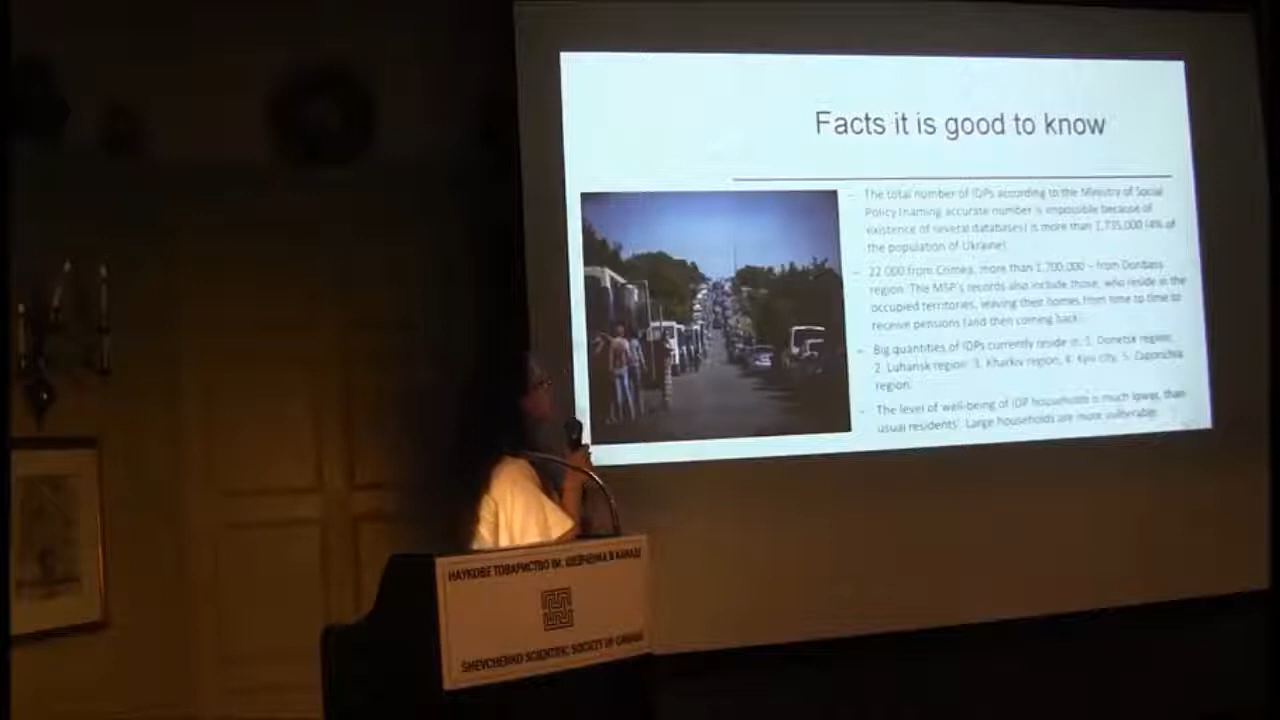 Facts it is good to know
The total number of IDPs according to the Ministry of Social
Policy (naming accurate number is impossible because of
existence of several databases) is more than 1,735,000 (4% of
the population of Ukraine).
22 000 from Crimea, more than 1,700,000 – from Donbass
region. The MSP's records also include those, who reside in the
occupied territories, leaving their homes from time to time to
receive pensions (and then coming back).
Big quantities of IDPs currently reside in: 1. Donetsk region,
2. Luhansk region, 3. Kharkiv region, 4. Kyiv city, 5. Zaporizhia
region.
The level of well-being of IDP households is much lower, than
usual residents'. Large households are more vulnerable.
НАУКОВЕ ТОВАРИСТВО ІМ. ШЕВЧЕНКА В КАНАДІ
SHEVCHENKO SCIENTIFIC SOCIETY OF CANADA